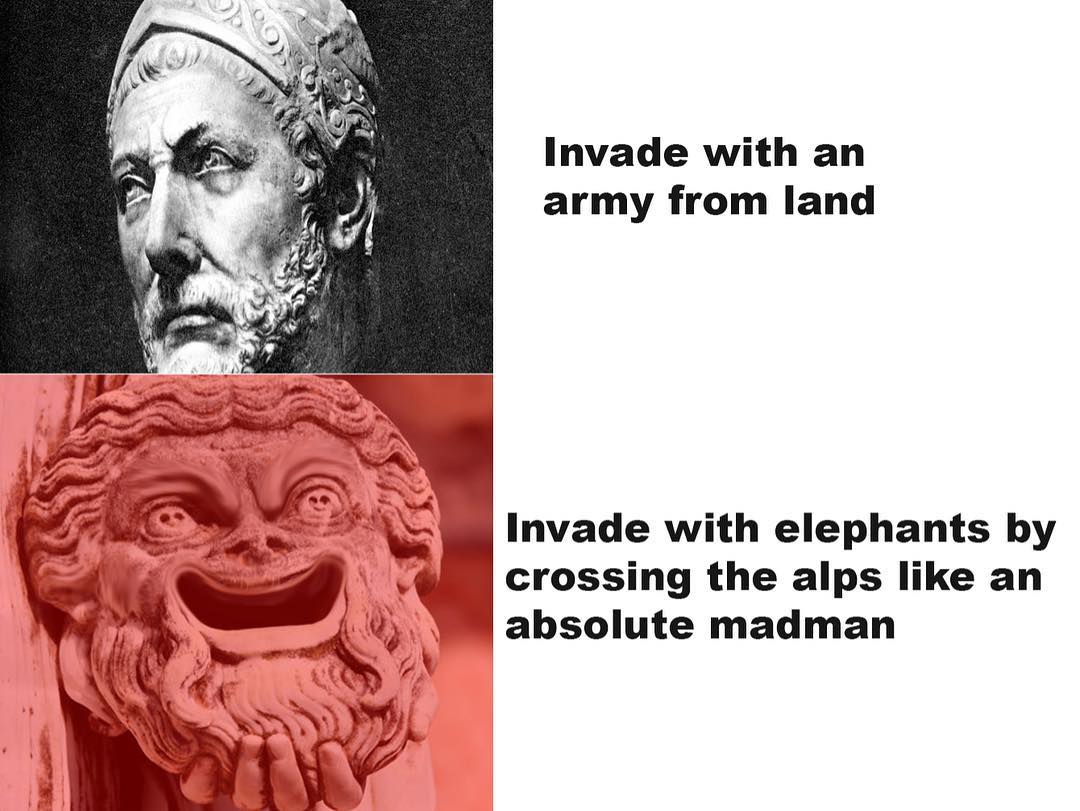 Invade with an
army from land
Invade with elephants by
crossing the alps like an
absolute madman